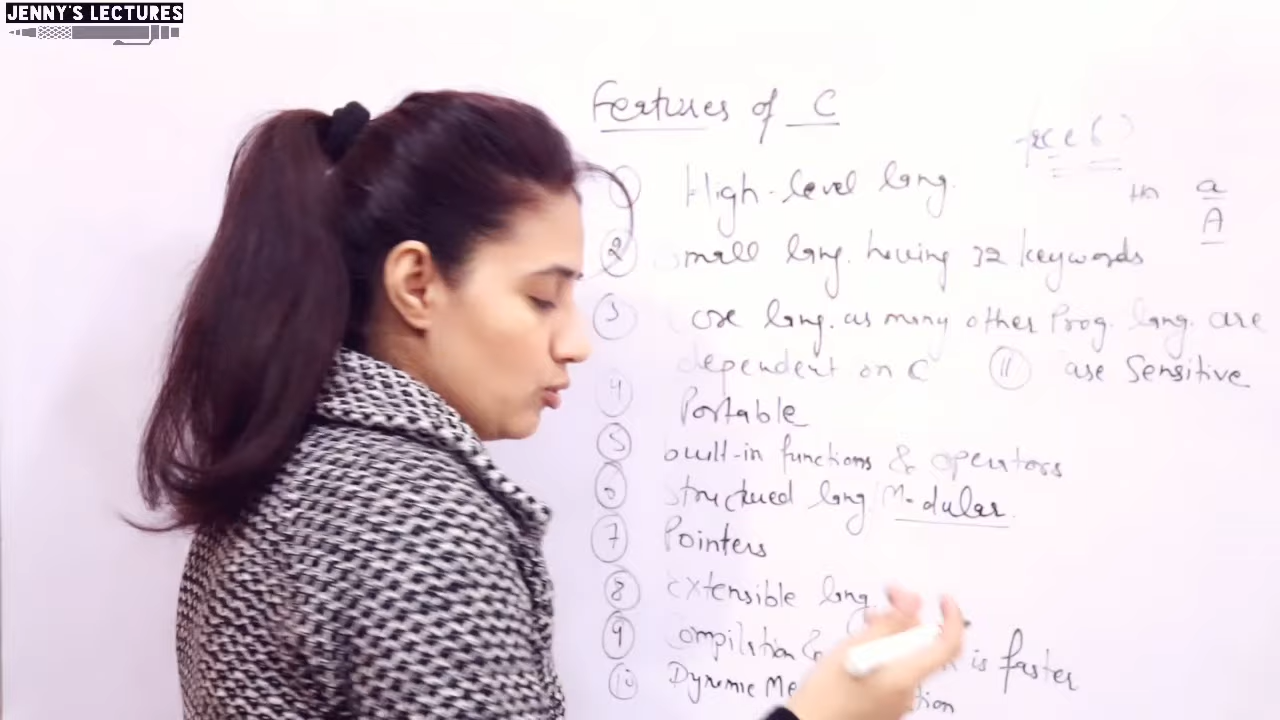 JENNY'S LECTURES
Features of C
free()
① High-level lang.
int a
A
② small lang. having 32 keywords
③ core lang. as many other Prog. lang. are
dependent on C ⑪ case Sensitive
④ Portable
⑤ built-in functions & operators
⑥ structured lang/Modular.
⑦ Pointers
⑧ extensible lang.
⑨ compilation & is faster
⑩ Dynamic